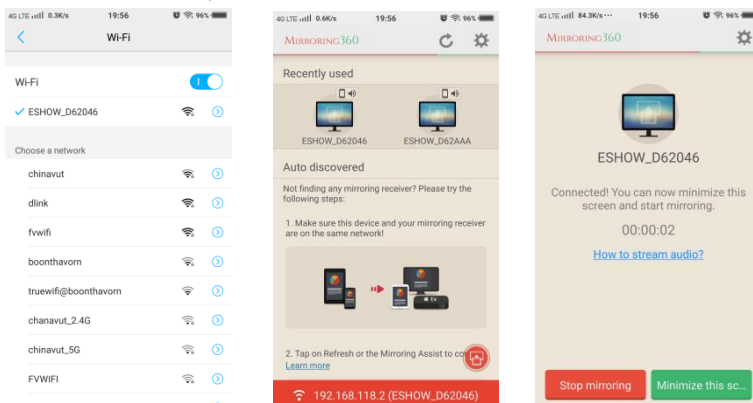 4G LTE 0.3K/s 19:56 96%
Wi-Fi
Wi-Fi
ESHOW_D62046
Choose a network
chinavut
dlink
fvwifi
boonthavorn
truewifi@boonthavorn
chanavut_2.4G
chinavut_5G
FVWIFI
4G LTE 0.6K/s 19:56 96%
MIRRORING360
Recently used
ESHOW_D62046 ESHOW_D62AAA
Auto discovered
Not finding any mirroring receiver? Please try the
following steps:
1. Make sure this device and your mirroring receiver
are on the same network!
tv
2. Tap on Refresh or the Mirroring Assist to
Learn more
192.168.118.2 (ESHOW_D62046)
4G LTE 84.3K/s ··· 19:56 96%
MIRRORING360
ESHOW_D62046
Connected! You can now minimize this
screen and start mirroring.
00:00:02
How to stream audio?
Stop mirroring Minimize this sc...